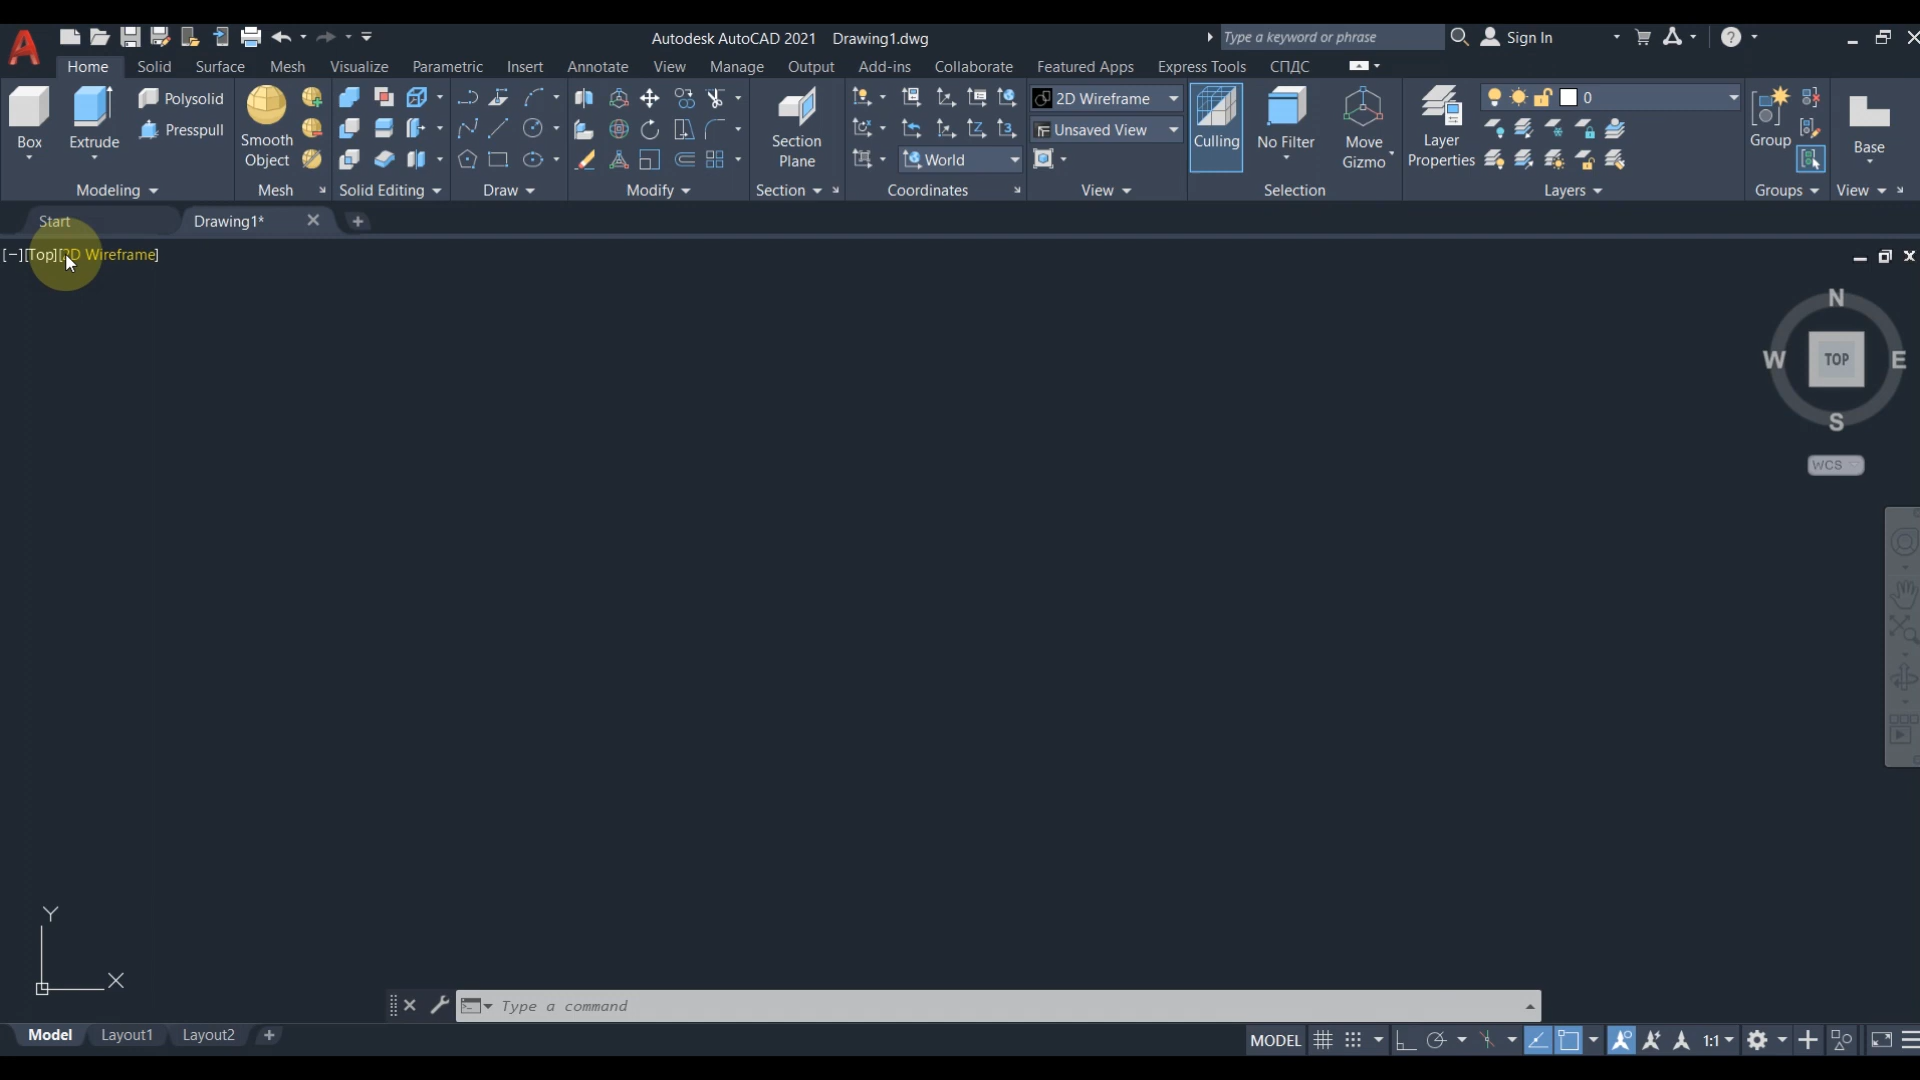 Autodesk AutoCAD 2021 Drawing1.dwg Type a keyword or phrase Sign In
Home Solid Surface Mesh Visualize Parametric Insert Annotate View Manage Output Add-ins Collaborate Featured Apps Express Tools СПДС
Box Extrude Polysolid Presspull
Smooth Object
Section Plane
World
2D Wireframe
Unsaved View
Culling No Filter Move Gizmo
Layer Properties 0
Group Base
Modeling Mesh Solid Editing Draw Modify Section Coordinates View Selection Layers Groups View
Start Drawing1*
[−][Top][2D Wireframe]
N
W TOP E
S
WCS
Y
X
Type a command
Model Layout1 Layout2 MODEL 1:1